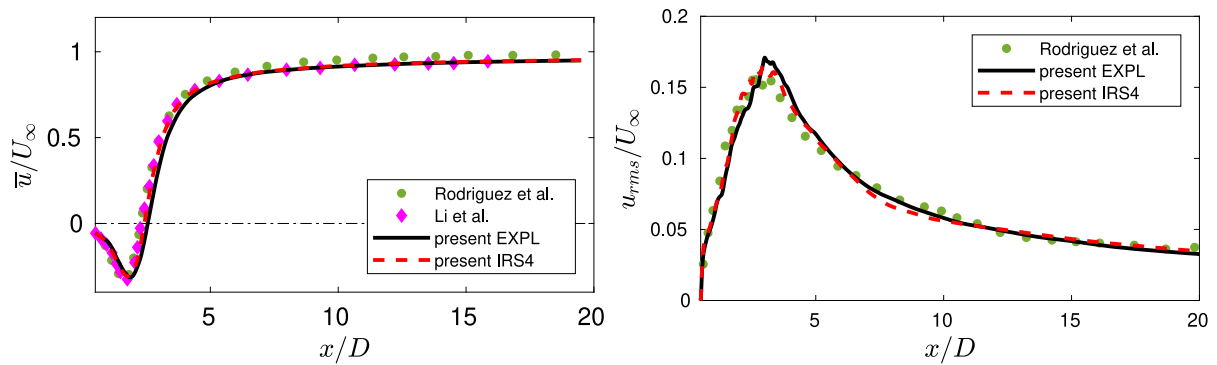 1
0.5
0
u̅/U∞
5
10
15
20
x/D
Rodriguez et al.
Li et al.
present EXPL
present IRS4
0.2
0.15
0.1
0.05
0
u_rms/U∞
5
10
15
20
x/D
Rodriguez et al.
present EXPL
present IRS4